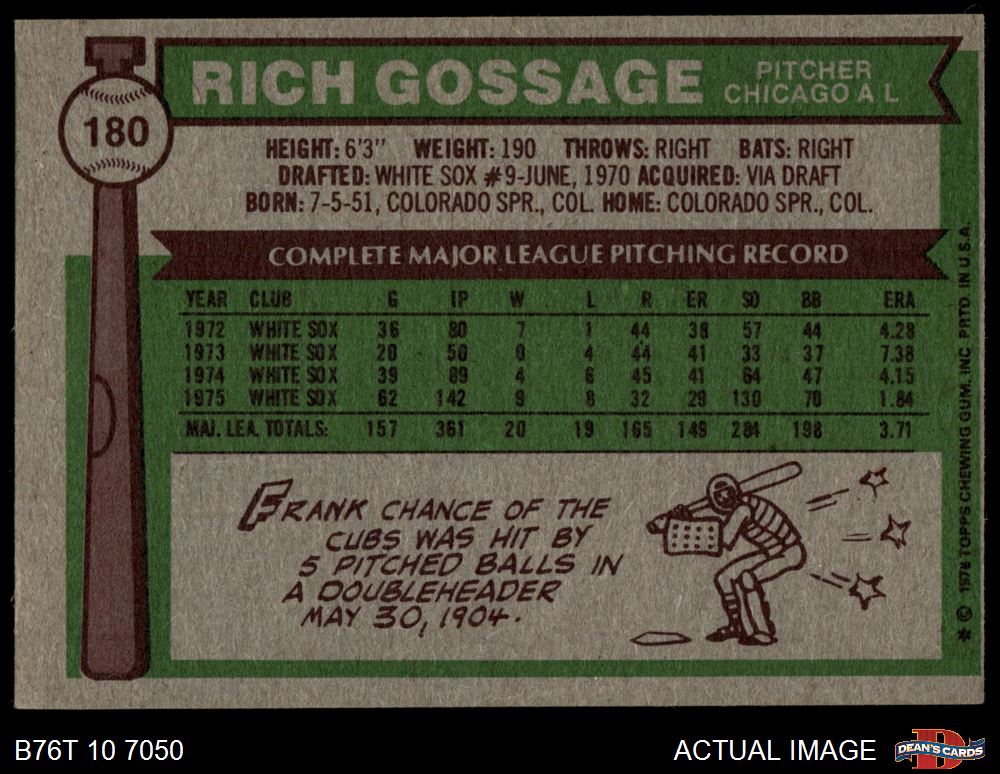 180
RICH GOSSAGE
PITCHER
CHICAGO A L
HEIGHT: 6'3" WEIGHT: 190 THROWS: RIGHT BATS: RIGHT
DRAFTED: WHITE SOX #9-JUNE, 1970 ACQUIRED: VIA DRAFT
BORN: 7-5-51, COLORADO SPR., COL. HOME: COLORADO SPR., COL.
COMPLETE MAJOR LEAGUE PITCHING RECORD
YEAR CLUB G IP W L R ER SO BB ERA
1972 WHITE SOX 36 80 7 1 44 38 57 44 4.28
1973 WHITE SOX 20 50 0 4 44 41 33 37 7.38
1974 WHITE SOX 39 89 4 6 45 41 64 47 4.15
1975 WHITE SOX 62 142 9 8 32 29 130 70 1.84
MAJ. LEA. TOTALS: 157 361 20 19 165 149 284 198 3.71
FRANK CHANCE OF THE
CUBS WAS HIT BY
5 PITCHED BALLS IN
A DOUBLEHEADER
MAY 30, 1904.
* © 1976 TOPPS CHEWING GUM, INC. PRTD. IN U.S.A.
B76T 10 7050
ACTUAL IMAGE
DEAN'S CARDS